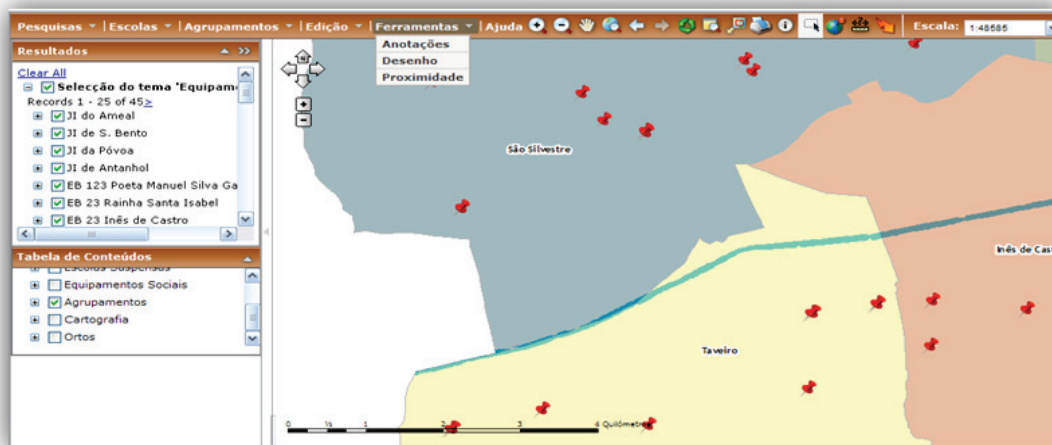 Pesquisas | Escolas | Agrupamentos | Edição | Ferramentas | Ajuda Escala: 1:48585
Anotações
Desenho
Proximidade
Resultados
Clear All
Selecção do tema 'Equipam
Records 1 - 25 of 45>
JI do Ameal
JI de S. Bento
JI da Póvoa
JI de Antanhol
EB 123 Poeta Manuel Silva Ga
EB 23 Rainha Santa Isabel
EB 23 Inês de Castro
Tabela de Conteúdos
Escolas Suspensas
Equipamentos Sociais
Agrupamentos
Cartografia
Ortos
N
São Silvestre
Inês de Cas
Taveiro
0 1 2 3 4 Quilómetros